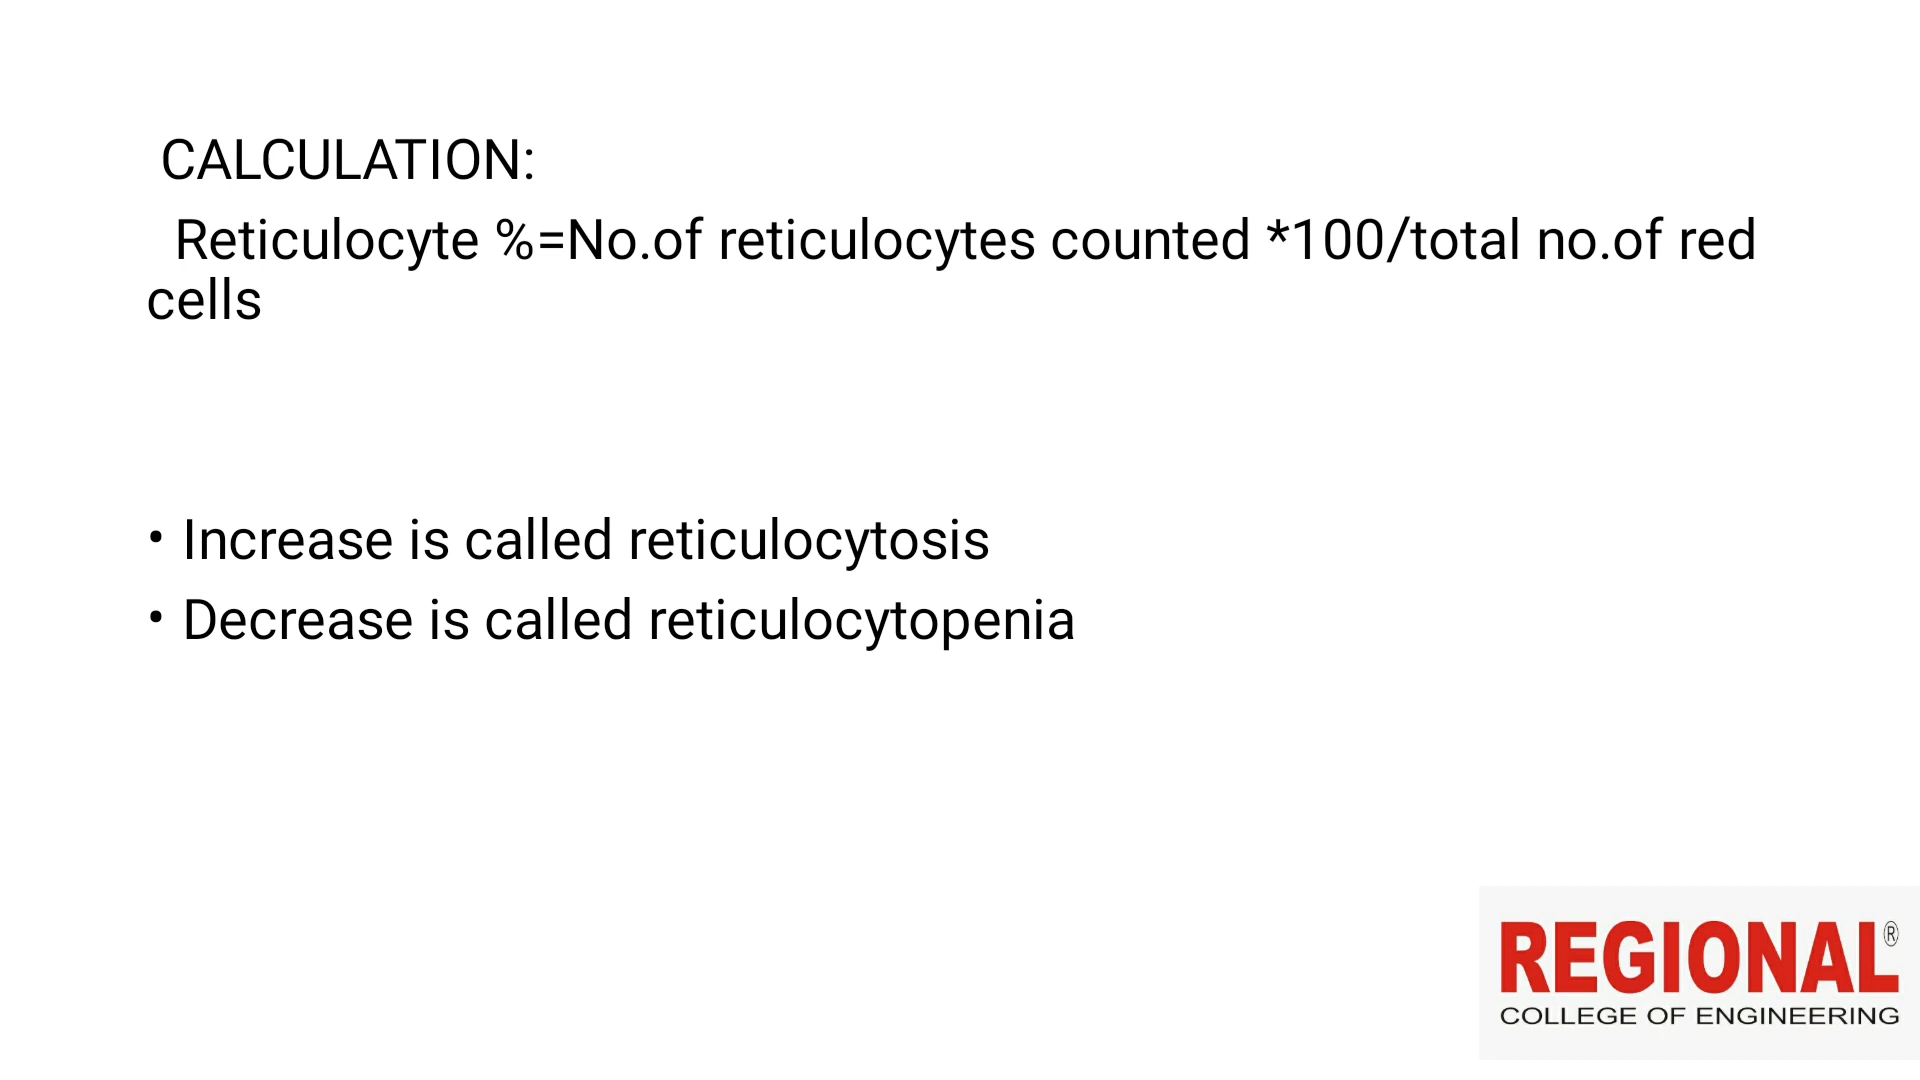 CALCULATION:
Reticulocyte %=No.of reticulocytes counted *100/total no.of red
cells
• Increase is called reticulocytosis
• Decrease is called reticulocytopenia
REGIONAL®
COLLEGE OF ENGINEERING